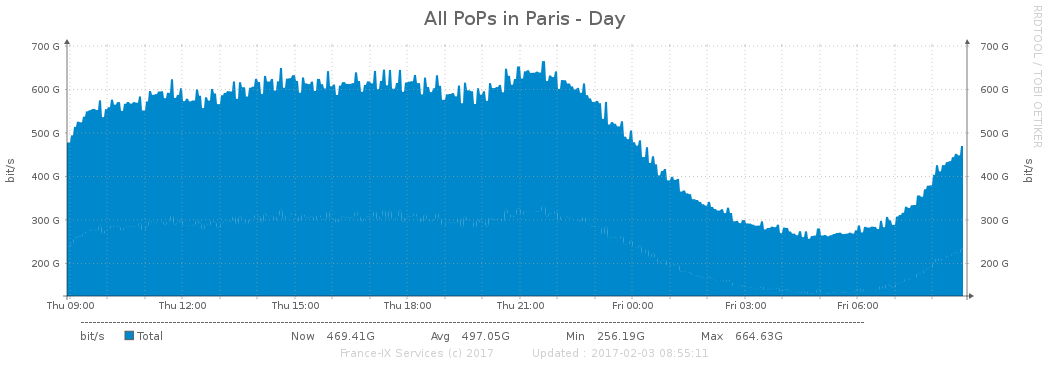 All PoPs in Paris - Day
RRDTOOL / TOBI OETIKER
700 G 700 G
600 G 600 G
500 G 500 G
400 G 400 G
300 G 300 G
200 G 200 G
bit/s bit/s
Thu 09:00 Thu 12:00 Thu 15:00 Thu 18:00 Thu 21:00 Fri 00:00 Fri 03:00 Fri 06:00
bit/s Total Now 469.41G Avg 497.05G Min 256.19G Max 664.63G
France-IX Services (c) 2017 Updated : 2017-02-03 08:55:11